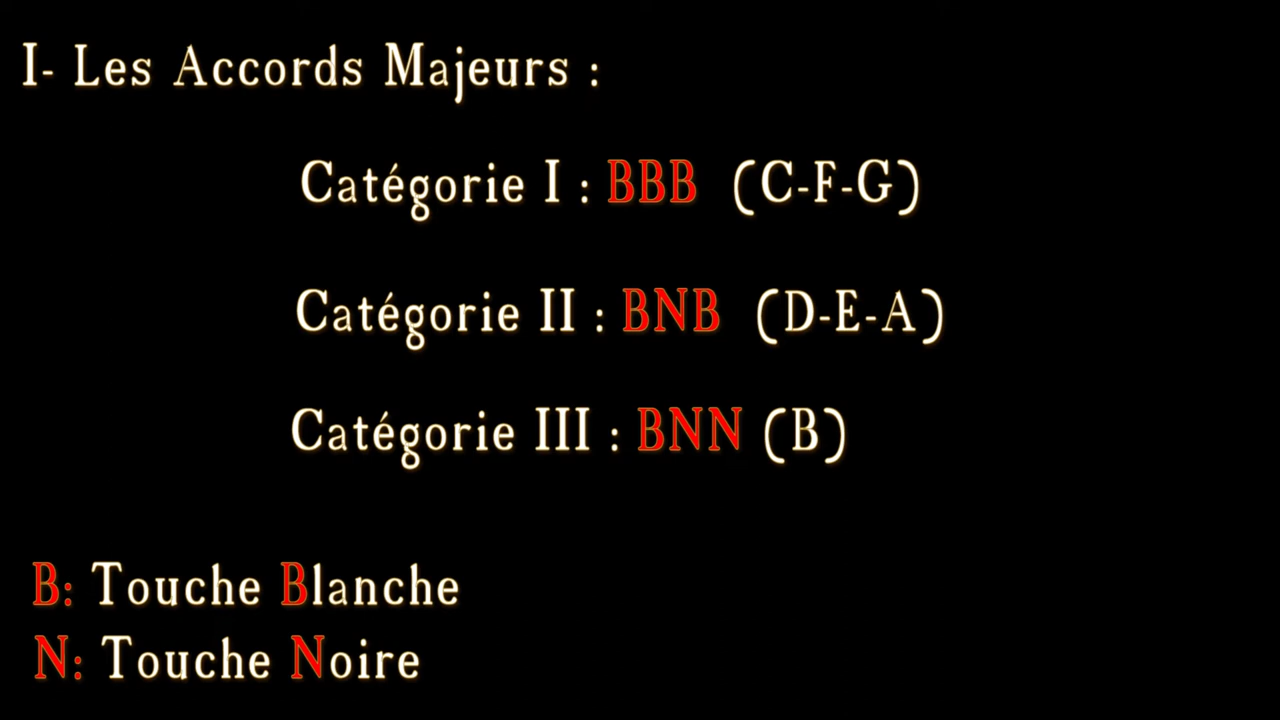 I- Les Accords Majeurs :
Catégorie I : BBB (C-F-G)
Catégorie II : BNB (D-E-A)
Catégorie III : BNN (B)
B: Touche Blanche
N: Touche Noire